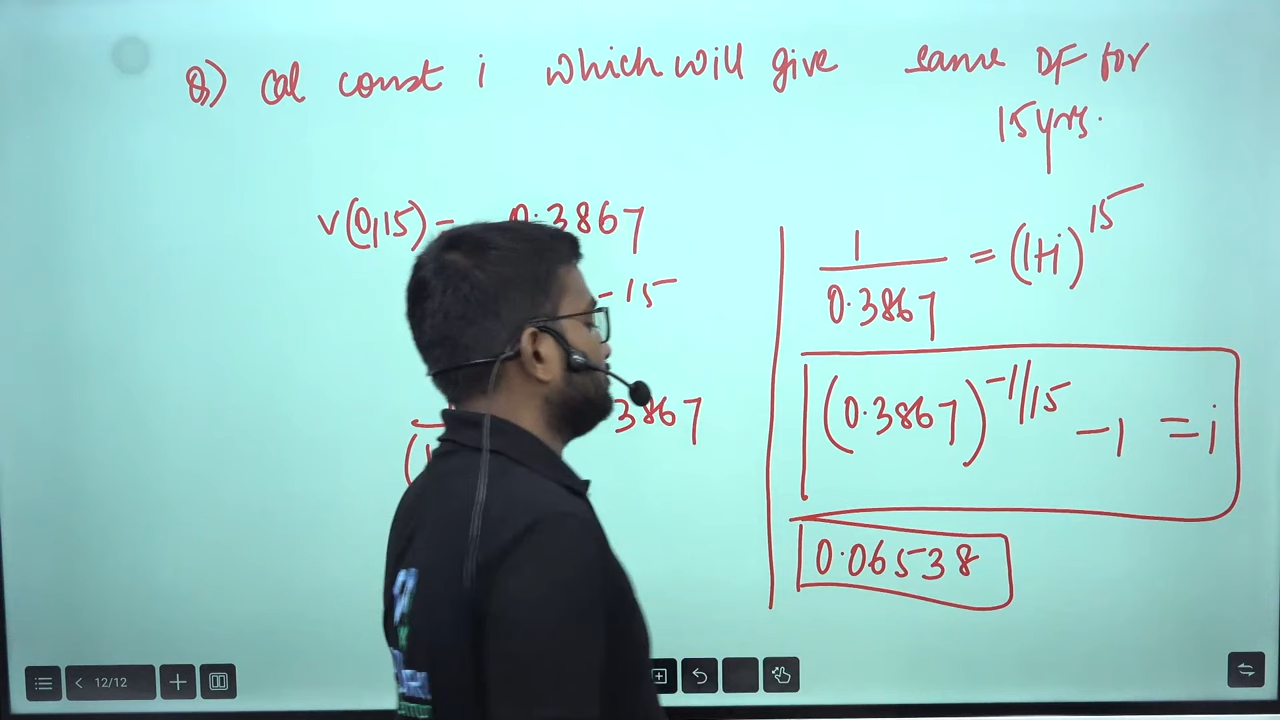 Q) Cal const i which will give same DF for
15yrs.
v(0,15) = 0.3867
-15
3867
1/0.3867 = (1+i)^15
(0.3867)^-1/15 - 1 = i
0.06538
12/12